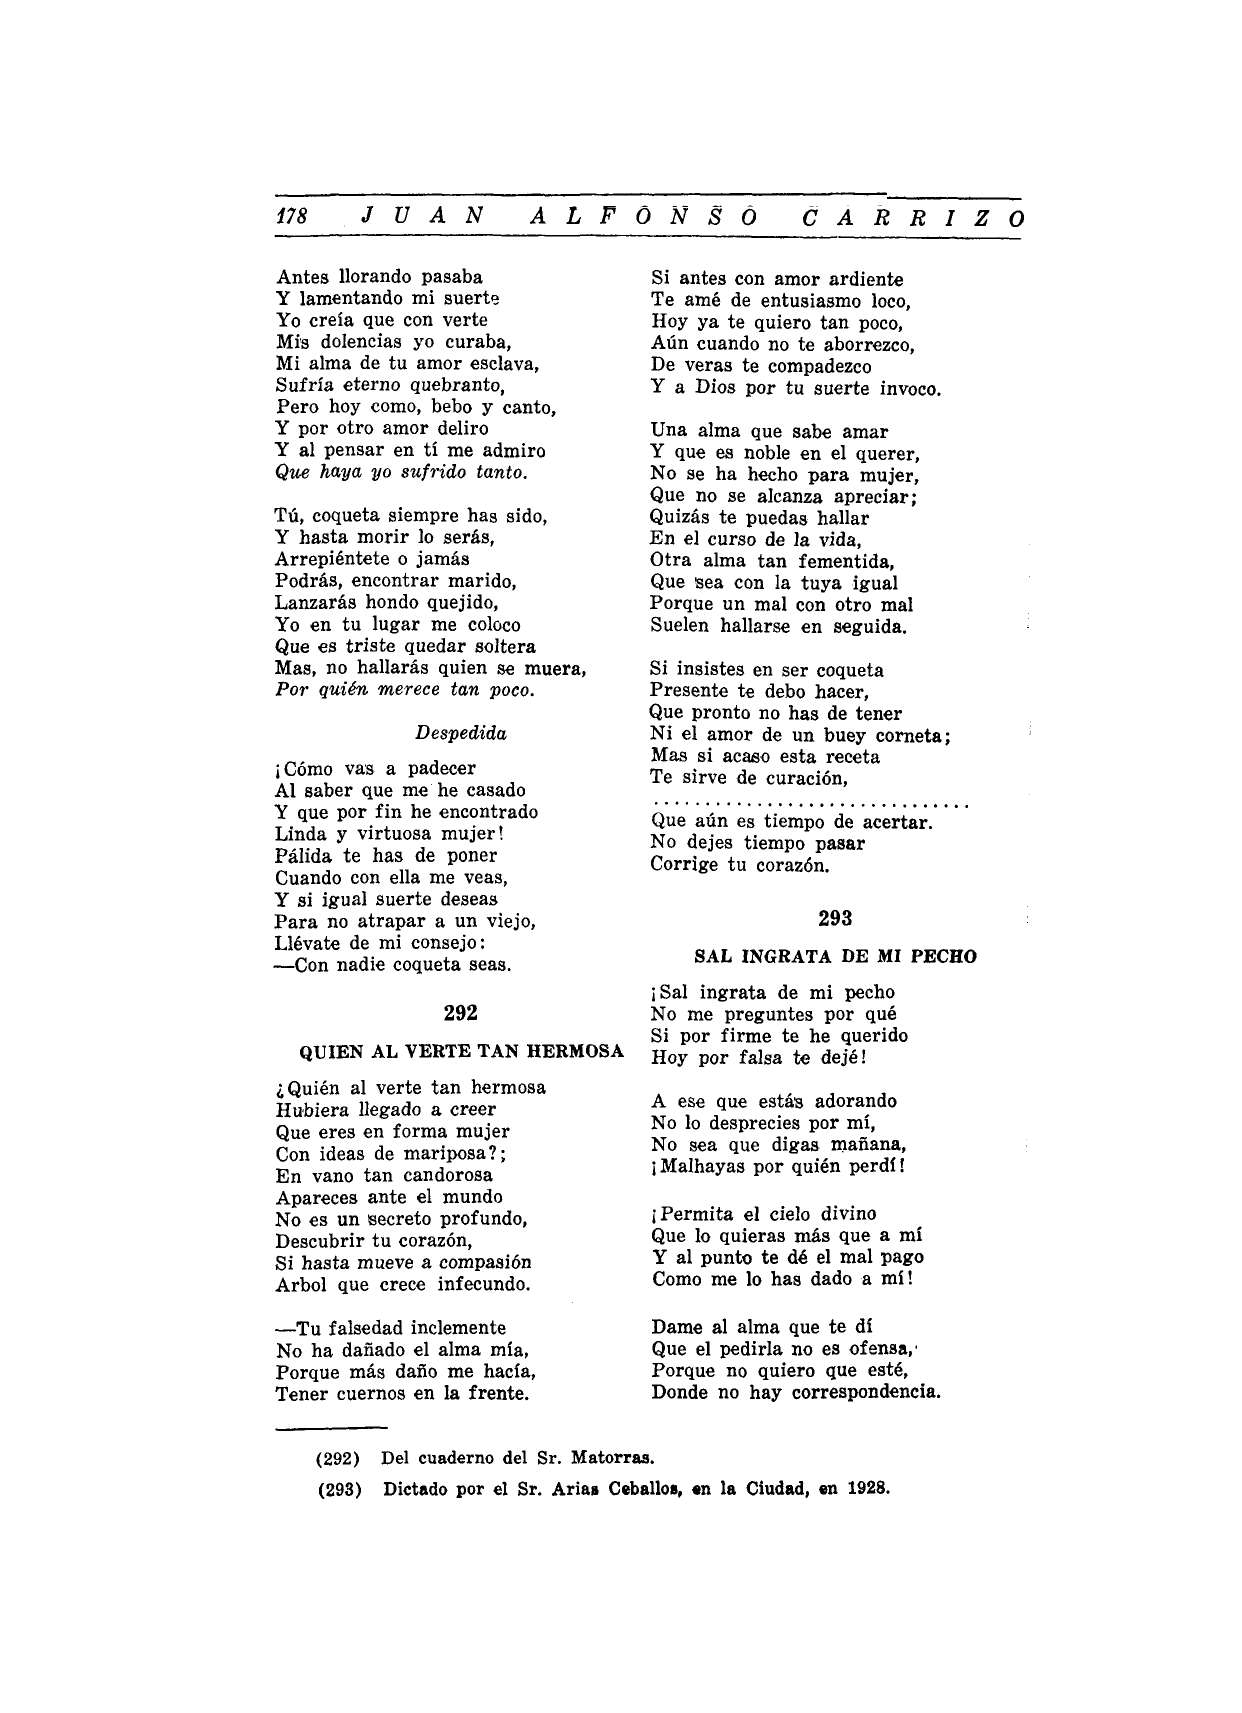 178 JUAN ALFONSO CARRIZO
Antes llorando pasaba
Y lamentando mi suerte
Yo creía que con verte
Mis dolencias yo curaba,
Mi alma de tu amor esclava,
Sufría eterno quebranto,
Pero hoy como, bebo y canto,
Y por otro amor deliro
Y al pensar en tí me admiro
Que haya yo sufrido tanto.
Tú, coqueta siempre has sido,
Y hasta morir lo serás,
Arrepiéntete o jamás
Podrás, encontrar marido,
Lanzarás hondo quejido,
Yo en tu lugar me coloco
Que es triste quedar soltera
Mas, no hallarás quien se muera,
Por quién merece tan poco.
Despedida
¡Cómo vas a padecer
Al saber que me he casado
Y que por fin he encontrado
Linda y virtuosa mujer!
Pálida te has de poner
Cuando con ella me veas,
Y si igual suerte deseas
Para no atrapar a un viejo,
Llévate de mi consejo:
—Con nadie coqueta seas.
292
QUIEN AL VERTE TAN HERMOSA
¿Quién al verte tan hermosa
Hubiera llegado a creer
Que eres en forma mujer
Con ideas de mariposa?;
En vano tan candorosa
Apareces ante el mundo
No es un secreto profundo,
Descubrir tu corazón,
Si hasta mueve a compasión
Arbol que crece infecundo.
—Tu falsedad inclemente
No ha dañado el alma mía,
Porque más daño me hacía,
Tener cuernos en la frente.
Si antes con amor ardiente
Te amé de entusiasmo loco,
Hoy ya te quiero tan poco,
Aún cuando no te aborrezco,
De veras te compadezco
Y a Dios por tu suerte invoco.
Una alma que sabe amar
Y que es noble en el querer,
No se ha hecho para mujer,
Que no se alcanza apreciar;
Quizás te puedas hallar
En el curso de la vida,
Otra alma tan fementida,
Que sea con la tuya igual
Porque un mal con otro mal
Suelen hallarse en seguida.
Si insistes en ser coqueta
Presente te debo hacer,
Que pronto no has de tener
Ni el amor de un buey corneta;
Mas si acaso esta receta
Te sirve de curación,
...............................
Que aún es tiempo de acertar.
No dejes tiempo pasar
Corrige tu corazón.
293
SAL INGRATA DE MI PECHO
¡Sal ingrata de mi pecho
No me preguntes por qué
Si por firme te he querido
Hoy por falsa te dejé!
A ese que estás adorando
No lo desprecies por mí,
No sea que digas mañana,
¡Malhayas por quién perdí!
¡Permita el cielo divino
Que lo quieras más que a mí
Y al punto te dé el mal pago
Como me lo has dado a mí!
Dame al alma que te dí
Que el pedirla no es ofensa,
Porque no quiero que esté,
Donde no hay correspondencia.
(292) Del cuaderno del Sr. Matorras.
(293) Dictado por el Sr. Arias Ceballos, en la Ciudad, en 1928.